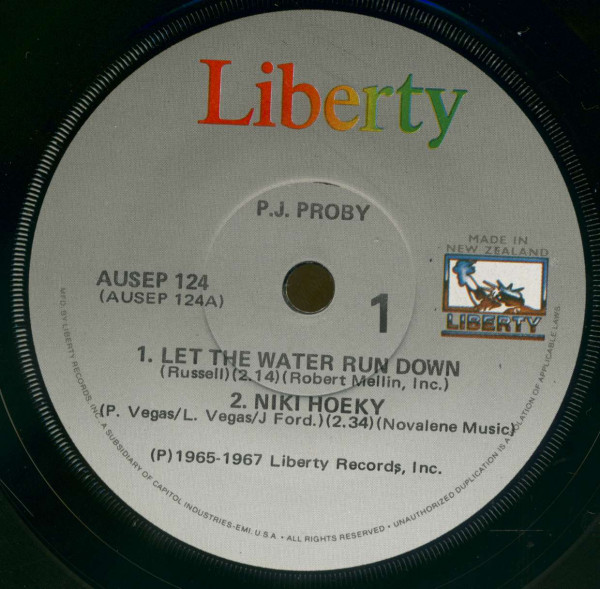 Liberty
P.J. PROBY
MADE IN
NEW ZEALAND
LIBERTY
AUSEP 124
(AUSEP 124A)
1
1. LET THE WATER RUN DOWN
(Russell)(2.14)(Robert Mellin, Inc.)
2. NIKI HOEKY
(P. Vegas/L. Vegas/J Ford.)(2.34)(Novalene Music)
(P)1965-1967 Liberty Records, Inc.
MFD. BY LIBERTY RECORDS, INC. A SUBSIDIARY OF CAPITOL INDUSTRIES-EMI. U.S.A • ALL RIGHTS RESERVED • UNAUTHORIZED DUPLICATION IS A VIOLATION OF APPLICABLE LAWS.